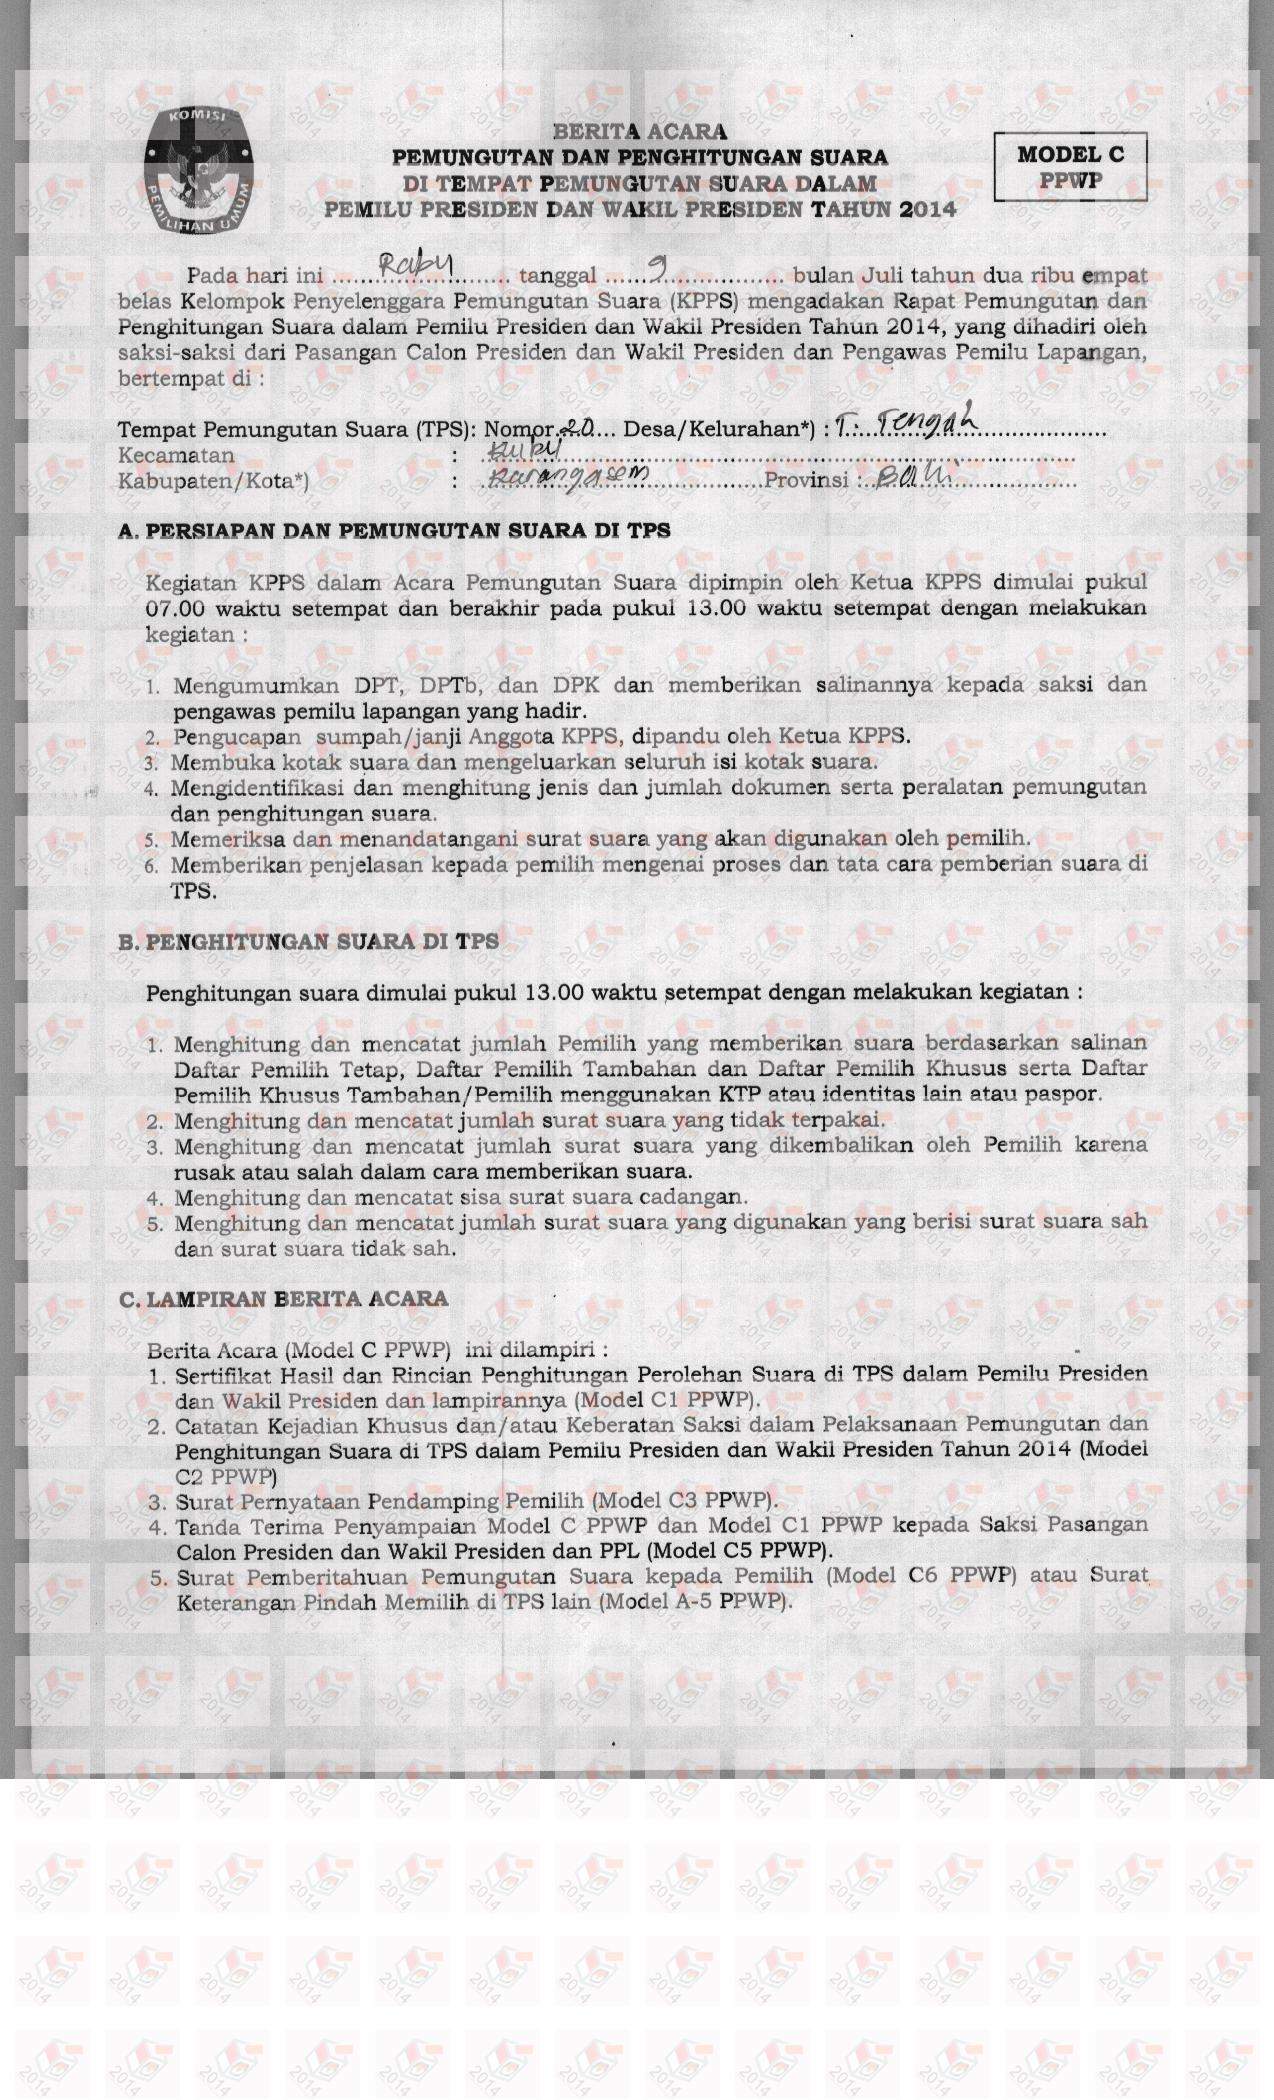 KOMISI
PEMILIHAN UMUM
BERITA ACARA
PEMUNGUTAN DAN PENGHITUNGAN SUARA
DI TEMPAT PEMUNGUTAN SUARA DALAM
PEMILU PRESIDEN DAN WAKIL PRESIDEN TAHUN 2014
MODEL C
PPWP
Pada hari ini ......Rabu...... tanggal ......9...... bulan Juli tahun dua ribu empat
belas Kelompok Penyelenggara Pemungutan Suara (KPPS) mengadakan Rapat Pemungutan dan
Penghitungan Suara dalam Pemilu Presiden dan Wakil Presiden Tahun 2014, yang dihadiri oleh
saksi-saksi dari Pasangan Calon Presiden dan Wakil Presiden dan Pengawas Pemilu Lapangan,
bertempat di :
Tempat Pemungutan Suara (TPS): Nomor..20.... Desa/Kelurahan*) : T. Tengah
Kecamatan : Kubu
Kabupaten/Kota*) : Karangasem Provinsi : Bali
A. PERSIAPAN DAN PEMUNGUTAN SUARA DI TPS
Kegiatan KPPS dalam Acara Pemungutan Suara dipimpin oleh Ketua KPPS dimulai pukul
07.00 waktu setempat dan berakhir pada pukul 13.00 waktu setempat dengan melakukan
kegiatan :
1. Mengumumkan DPT, DPTb, dan DPK dan memberikan salinannya kepada saksi dan
pengawas pemilu lapangan yang hadir.
2. Pengucapan sumpah/janji Anggota KPPS, dipandu oleh Ketua KPPS.
3. Membuka kotak suara dan mengeluarkan seluruh isi kotak suara.
4. Mengidentifikasi dan menghitung jenis dan jumlah dokumen serta peralatan pemungutan
dan penghitungan suara.
5. Memeriksa dan menandatangani surat suara yang akan digunakan oleh pemilih.
6. Memberikan penjelasan kepada pemilih mengenai proses dan tata cara pemberian suara di
TPS.
B. PENGHITUNGAN SUARA DI TPS
Penghitungan suara dimulai pukul 13.00 waktu setempat dengan melakukan kegiatan :
1. Menghitung dan mencatat jumlah Pemilih yang memberikan suara berdasarkan salinan
Daftar Pemilih Tetap, Daftar Pemilih Tambahan dan Daftar Pemilih Khusus serta Daftar
Pemilih Khusus Tambahan/Pemilih menggunakan KTP atau identitas lain atau paspor.
2. Menghitung dan mencatat jumlah surat suara yang tidak terpakai.
3. Menghitung dan mencatat jumlah surat suara yang dikembalikan oleh Pemilih karena
rusak atau salah dalam cara memberikan suara.
4. Menghitung dan mencatat sisa surat suara cadangan.
5. Menghitung dan mencatat jumlah surat suara yang digunakan yang berisi surat suara sah
dan surat suara tidak sah.
C. LAMPIRAN BERITA ACARA
Berita Acara (Model C PPWP) ini dilampiri :
1. Sertifikat Hasil dan Rincian Penghitungan Perolehan Suara di TPS dalam Pemilu Presiden
dan Wakil Presiden dan lampirannya (Model C1 PPWP).
2. Catatan Kejadian Khusus dan/atau Keberatan Saksi dalam Pelaksanaan Pemungutan dan
Penghitungan Suara di TPS dalam Pemilu Presiden dan Wakil Presiden Tahun 2014 (Model
C2 PPWP)
3. Surat Pernyataan Pendamping Pemilih (Model C3 PPWP).
4. Tanda Terima Penyampaian Model C PPWP dan Model C1 PPWP kepada Saksi Pasangan
Calon Presiden dan Wakil Presiden dan PPL (Model C5 PPWP).
5. Surat Pemberitahuan Pemungutan Suara kepada Pemilih (Model C6 PPWP) atau Surat
Keterangan Pindah Memilih di TPS lain (Model A-5 PPWP).